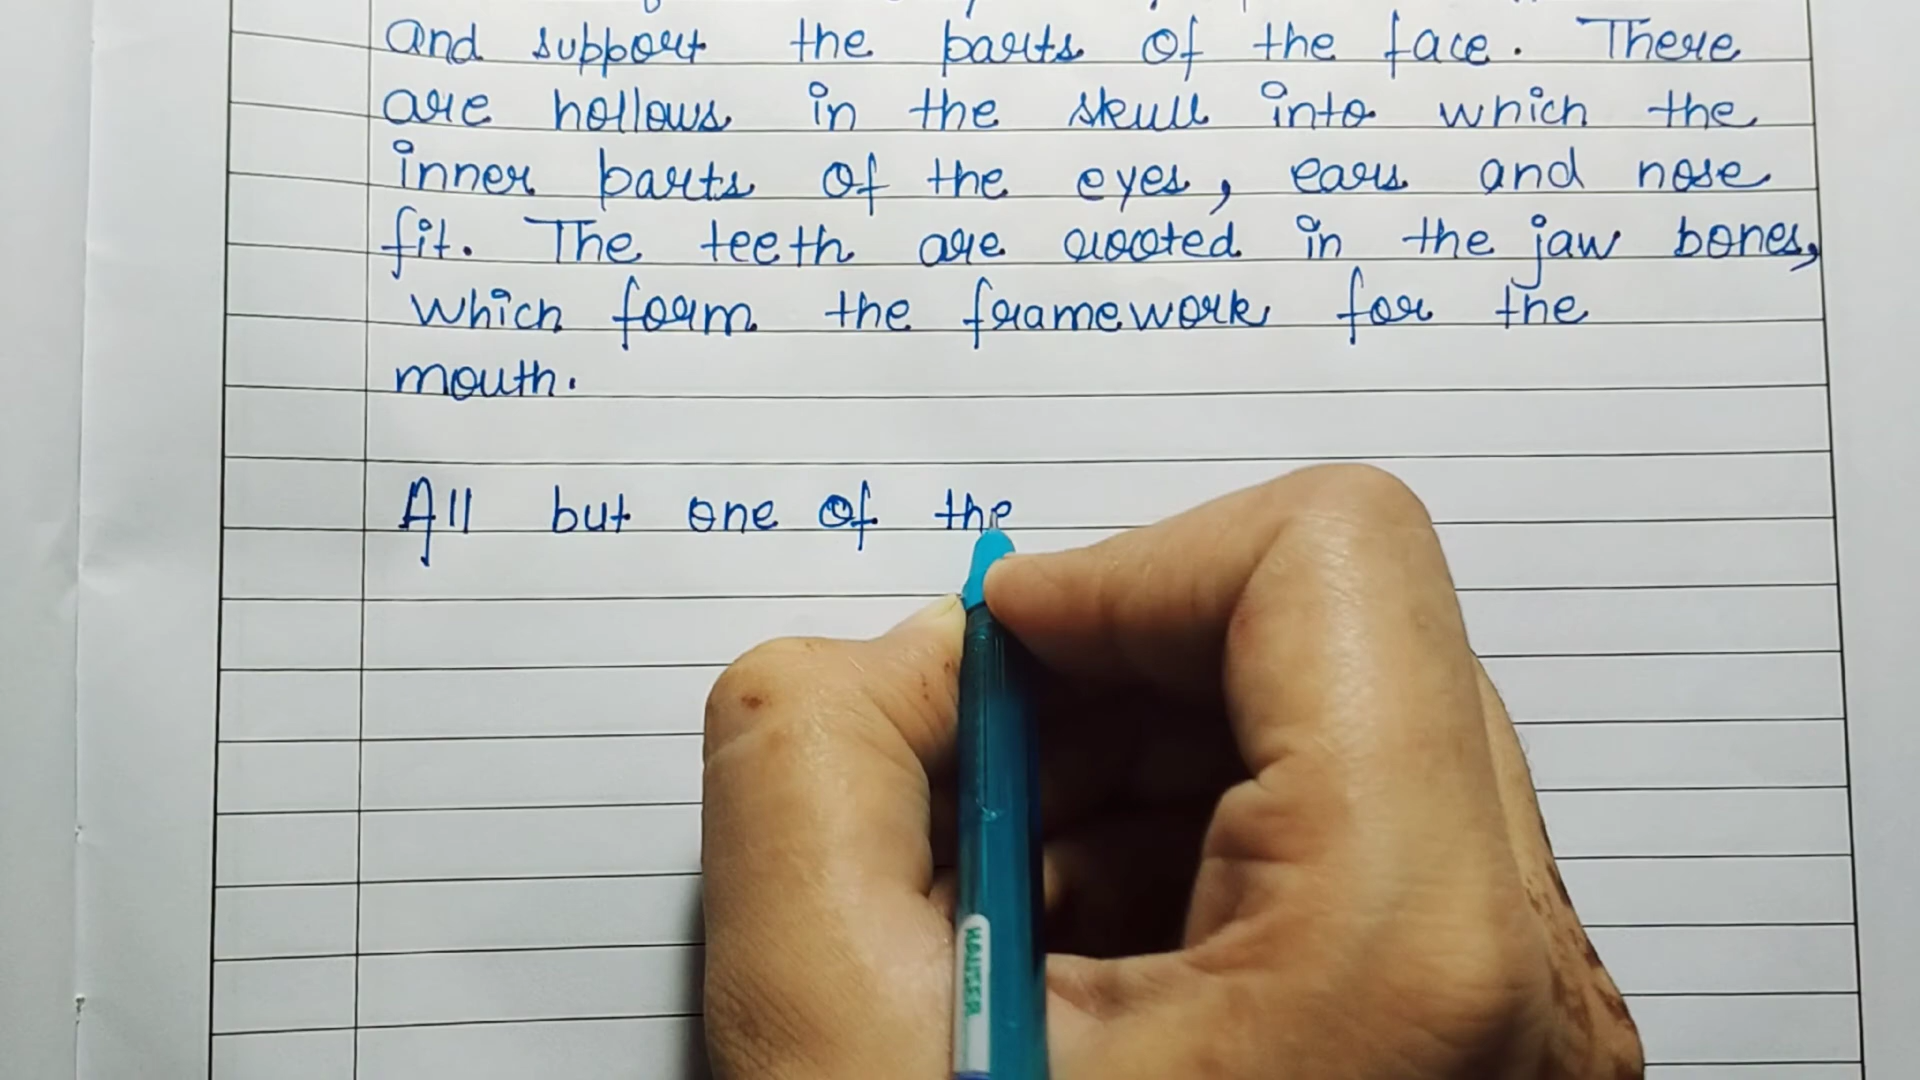 and support the parts of the face. There
are hollows in the skull into which the
inner parts of the eyes, ears and nose
fit. The teeth are rooted in the jaw bones,
which form the framework for the
mouth.
All but one of the
HAUSER